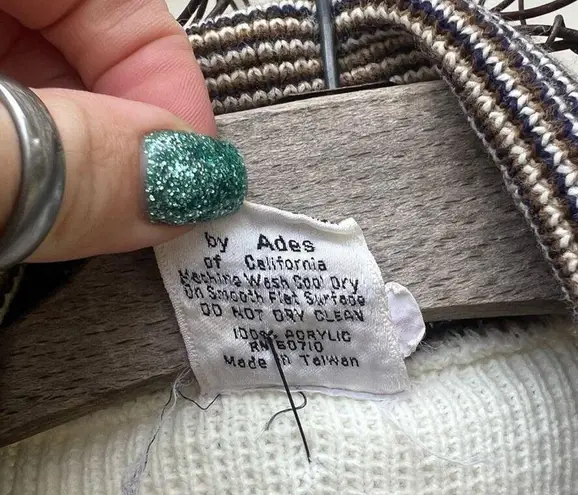 by Ades
of California
Machine Wash Cool Dry
On Smooth Flat Surface
DO NOT DRY CLEAN
100% ACRYLIC
RN 60710
Made in Taiwan